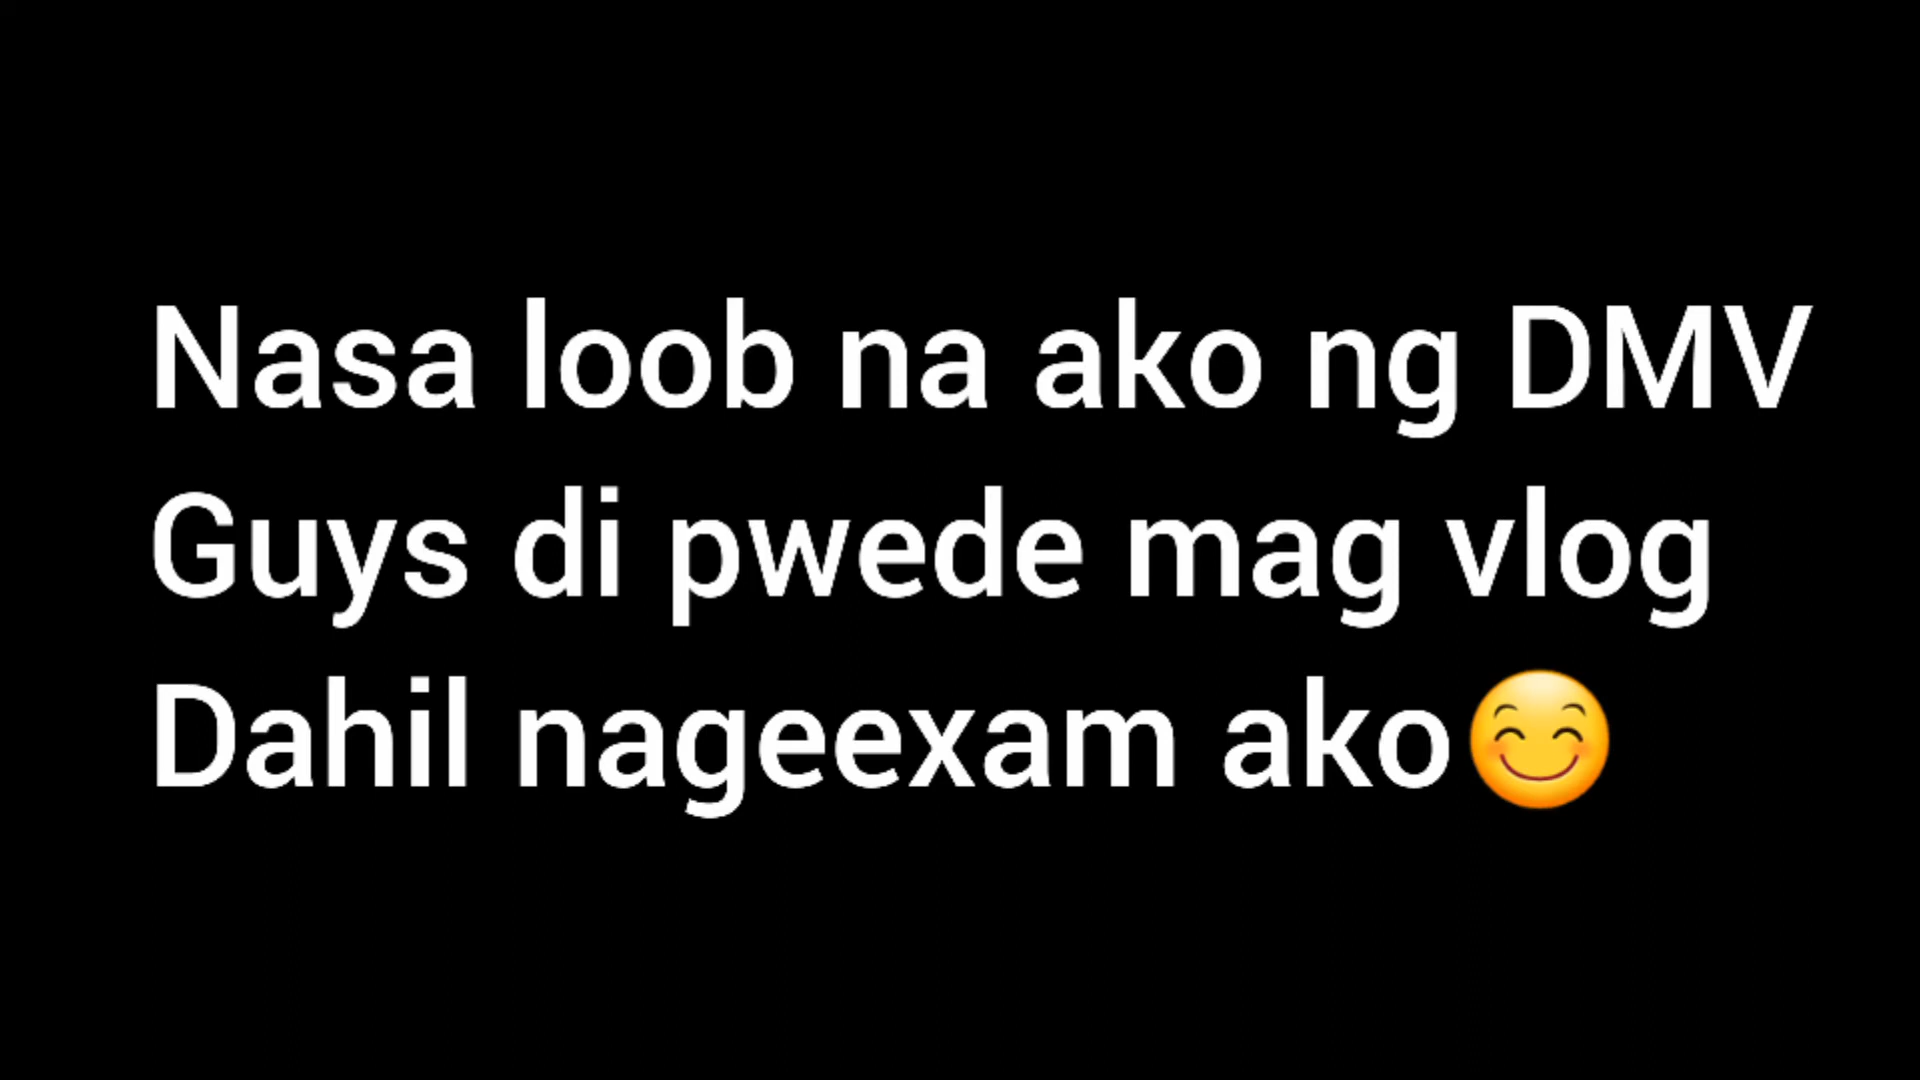 Nasa loob na ako ng DMV
Guys di pwede mag vlog
Dahil nageexam ako😊